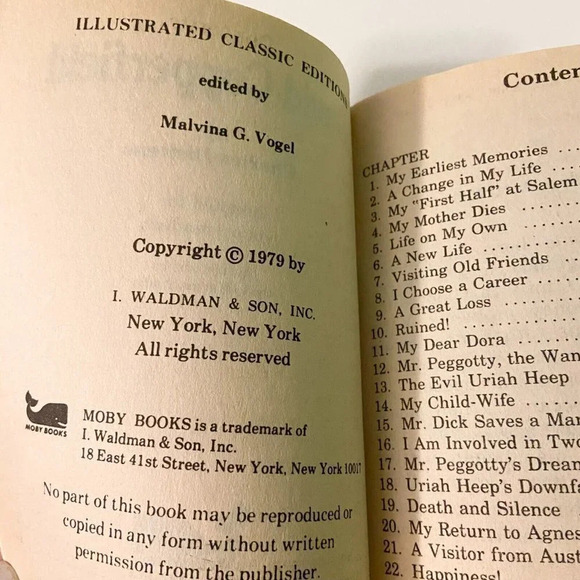 ILLUSTRATED CLASSIC EDITIONS
edited by
Malvina G. Vogel
Copyright © 1979 by
I. WALDMAN & SON, INC.
New York, New York
All rights reserved
MOBY BOOKS
MOBY BOOKS is a trademark of
I. Waldman & Son, Inc.
18 East 41st Street, New York, New York 10017
No part of this book may be reproduced or
copied in any form without written
permission from the publisher.
Conten
CHAPTER
1. My Earliest Memories ....
2. A Change in My Life ....
3. My "First Half" at Salem
4. My Mother Dies .........
5. Life on My Own ........
6. A New Life .............
7. Visiting Old Friends .....
8. I Choose a Career .......
9. A Great Loss ...........
10. Ruined! ................
11. My Dear Dora ..........
12. Mr. Peggotty, the Wan
13. The Evil Uriah Heep
14. My Child-Wife ........
15. Mr. Dick Saves a Mar
16. I Am Involved in Two
17. Mr. Peggotty's Dream
18. Uriah Heep's Downfa
19. Death and Silence ....
20. My Return to Agnes
21. A Visitor from Aust
22. Happiness! ........